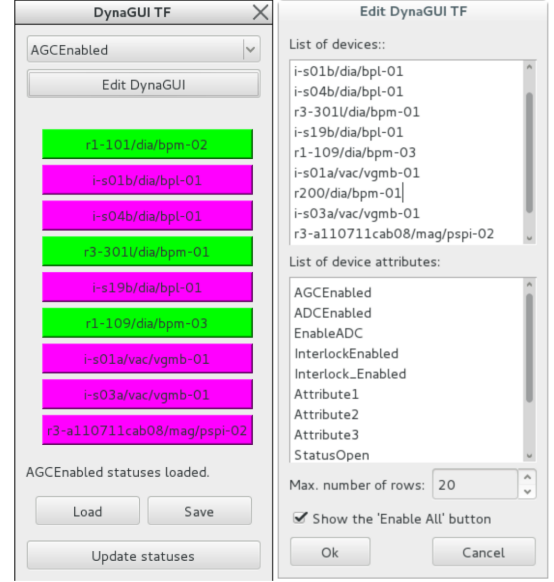 DynaGUI TF
AGCEnabled
Edit DynaGUI
r1-101/dia/bpm-02
i-s01b/dia/bpl-01
i-s04b/dia/bpl-01
r3-301l/dia/bpm-01
i-s19b/dia/bpl-01
r1-109/dia/bpm-03
i-s01a/vac/vgmb-01
i-s03a/vac/vgmb-01
r3-a110711cab08/mag/pspi-02
AGCEnabled statuses loaded.
Load Save
Update statuses
Edit DynaGUI TF
List of devices::
i-s01b/dia/bpl-01
i-s04b/dia/bpl-01
r3-301l/dia/bpm-01
i-s19b/dia/bpl-01
r1-109/dia/bpm-03
i-s01a/vac/vgmb-01
r200/dia/bpm-01
i-s03a/vac/vgmb-01
r3-a110711cab08/mag/pspi-02
List of device attributes:
AGCEnabled
ADCEnabled
EnableADC
InterlockEnabled
Interlock_Enabled
Attribute1
Attribute2
Attribute3
StatusOpen
Max. number of rows: 20
Show the 'Enable All' button
Ok Cancel